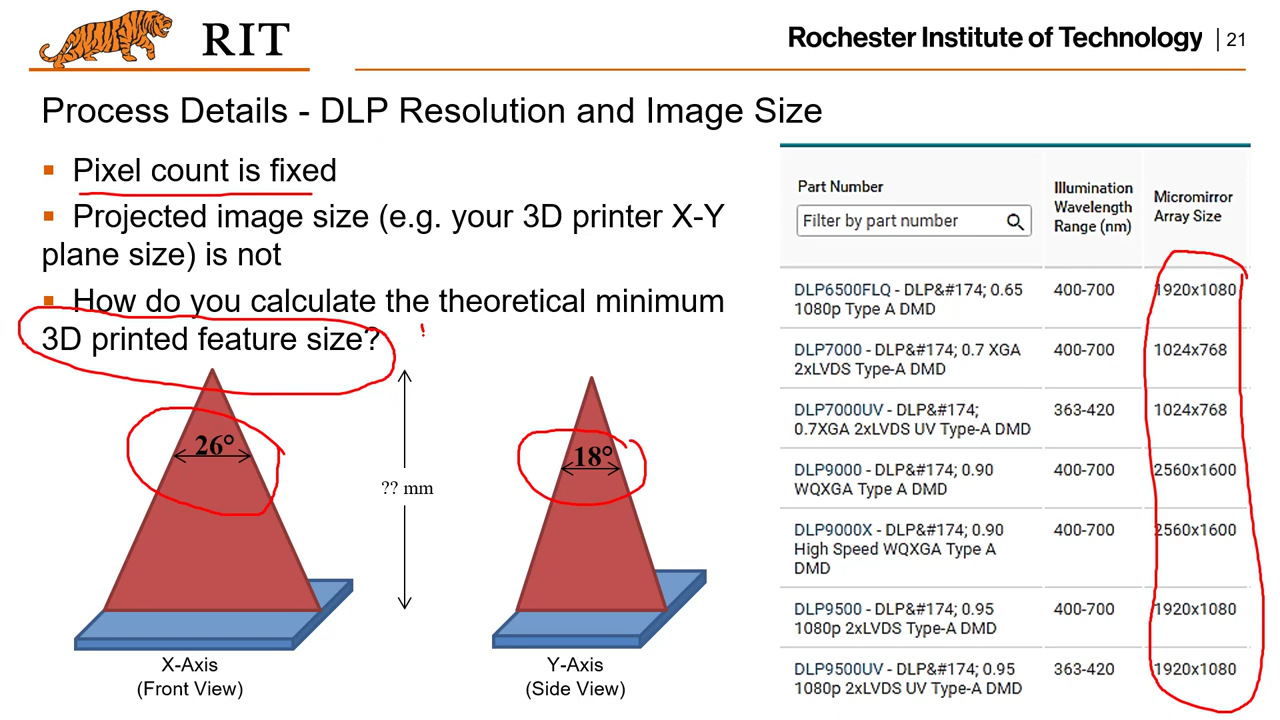 RIT
Rochester Institute of Technology | 21
Process Details - DLP Resolution and Image Size
▪ Pixel count is fixed
▪ Projected image size (e.g. your 3D printer X-Y
plane size) is not
▪ How do you calculate the theoretical minimum
3D printed feature size?
26°
18°
?? mm
X-Axis
(Front View)
Y-Axis
(Side View)
Part Number
Illumination
Wavelength
Range (nm)
Micromirror
Array Size
Filter by part number
DLP6500FLQ - DLP&#174; 0.65 400-700 1920x1080
1080p Type A DMD
DLP7000 - DLP&#174; 0.7 XGA 400-700 1024x768
2xLVDS Type-A DMD
DLP7000UV - DLP&#174; 363-420 1024x768
0.7XGA 2xLVDS UV Type-A DMD
DLP9000 - DLP&#174; 0.90 400-700 2560x1600
WQXGA Type A DMD
DLP9000X - DLP&#174; 0.90 400-700 2560x1600
High Speed WQXGA Type A
DMD
DLP9500 - DLP&#174; 0.95 400-700 1920x1080
1080p 2xLVDS Type-A DMD
DLP9500UV - DLP&#174; 0.95 363-420 1920x1080
1080p 2xLVDS UV Type-A DMD